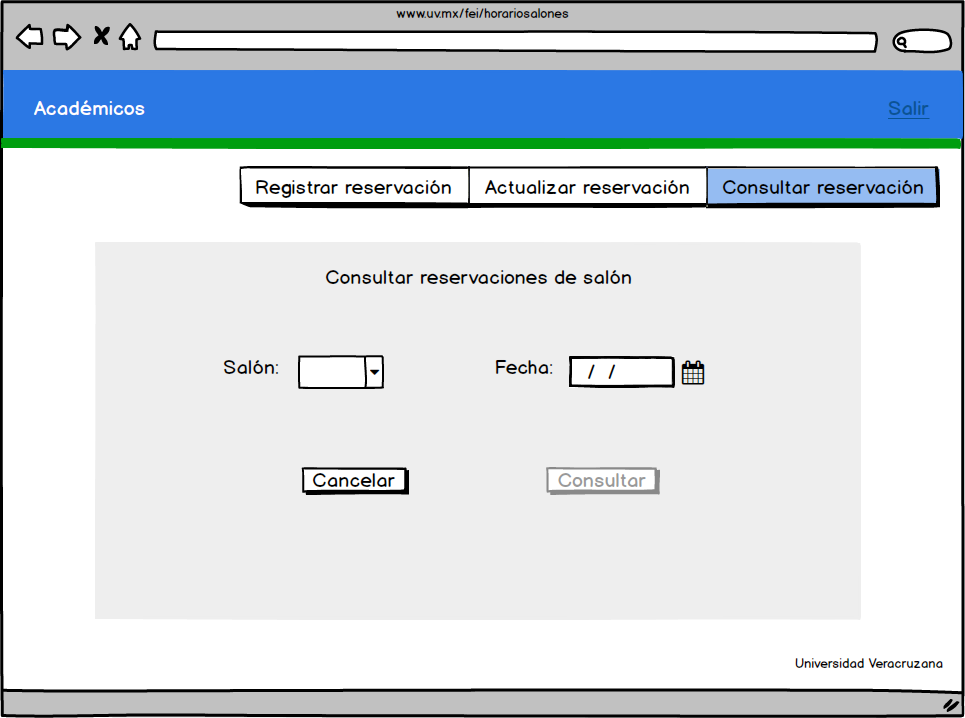 www.uv.mx/fei/horariosalones
Académicos
Salir
Registrar reservación
Actualizar reservación
Consultar reservación
Consultar reservaciones de salón
Salón:
Fecha:
/ /
Cancelar
Consultar
Universidad Veracruzana